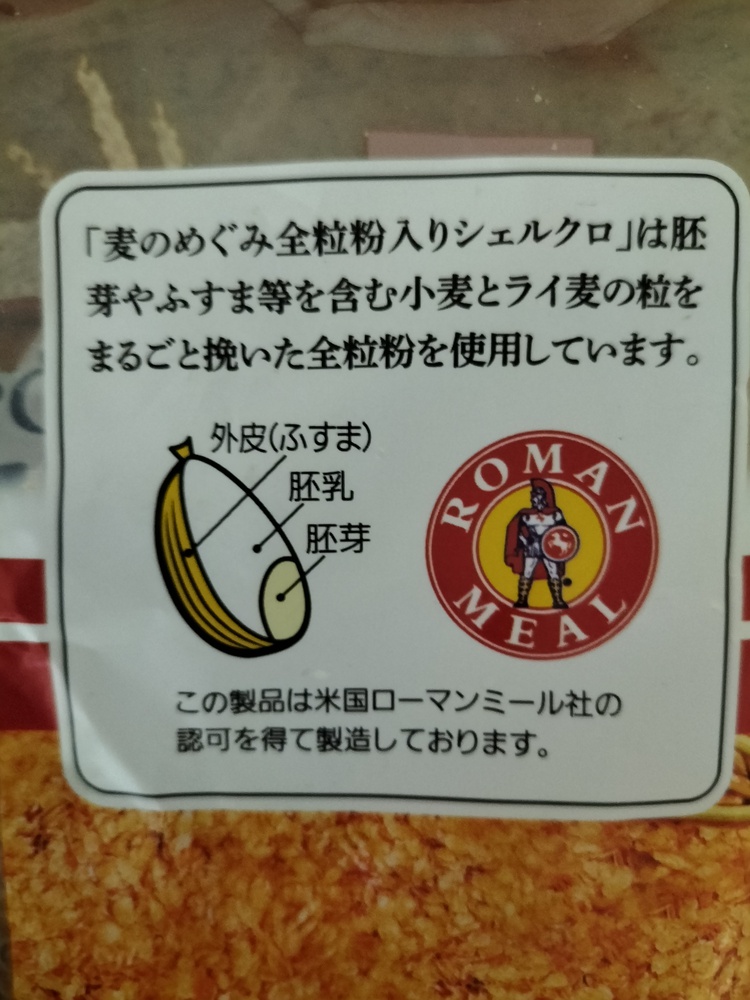 「麦のめぐみ全粒粉入りシェルクロ」は胚
芽やふすま等を含む小麦とライ麦の粒を
まるごと挽いた全粒粉を使用しています。
外皮(ふすま)
胚乳
胚芽
ROMAN
MEAL
この製品は米国ローマンミール社の
認可を得て製造しております。